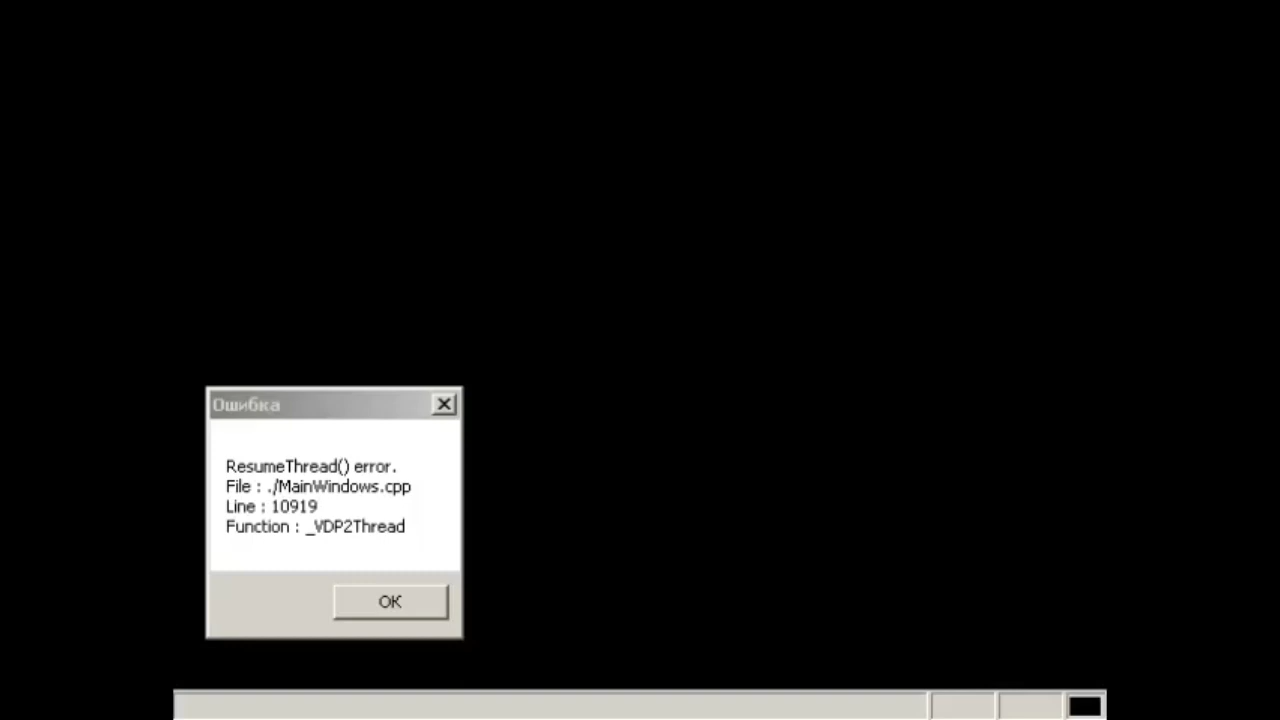 Ошибка
ResumeThread() error.
File : ./MainWindows.cpp
Line : 10919
Function : _VDP2Thread
OK